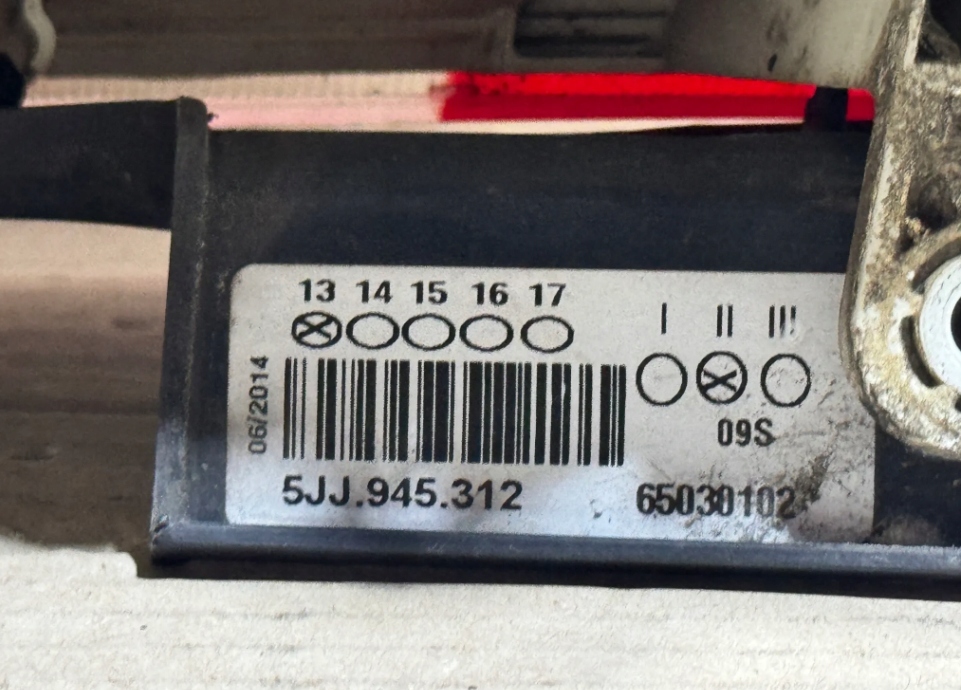 13 14 15 16 17
I II III
06/2014
09S
5JJ.945.312
65030102